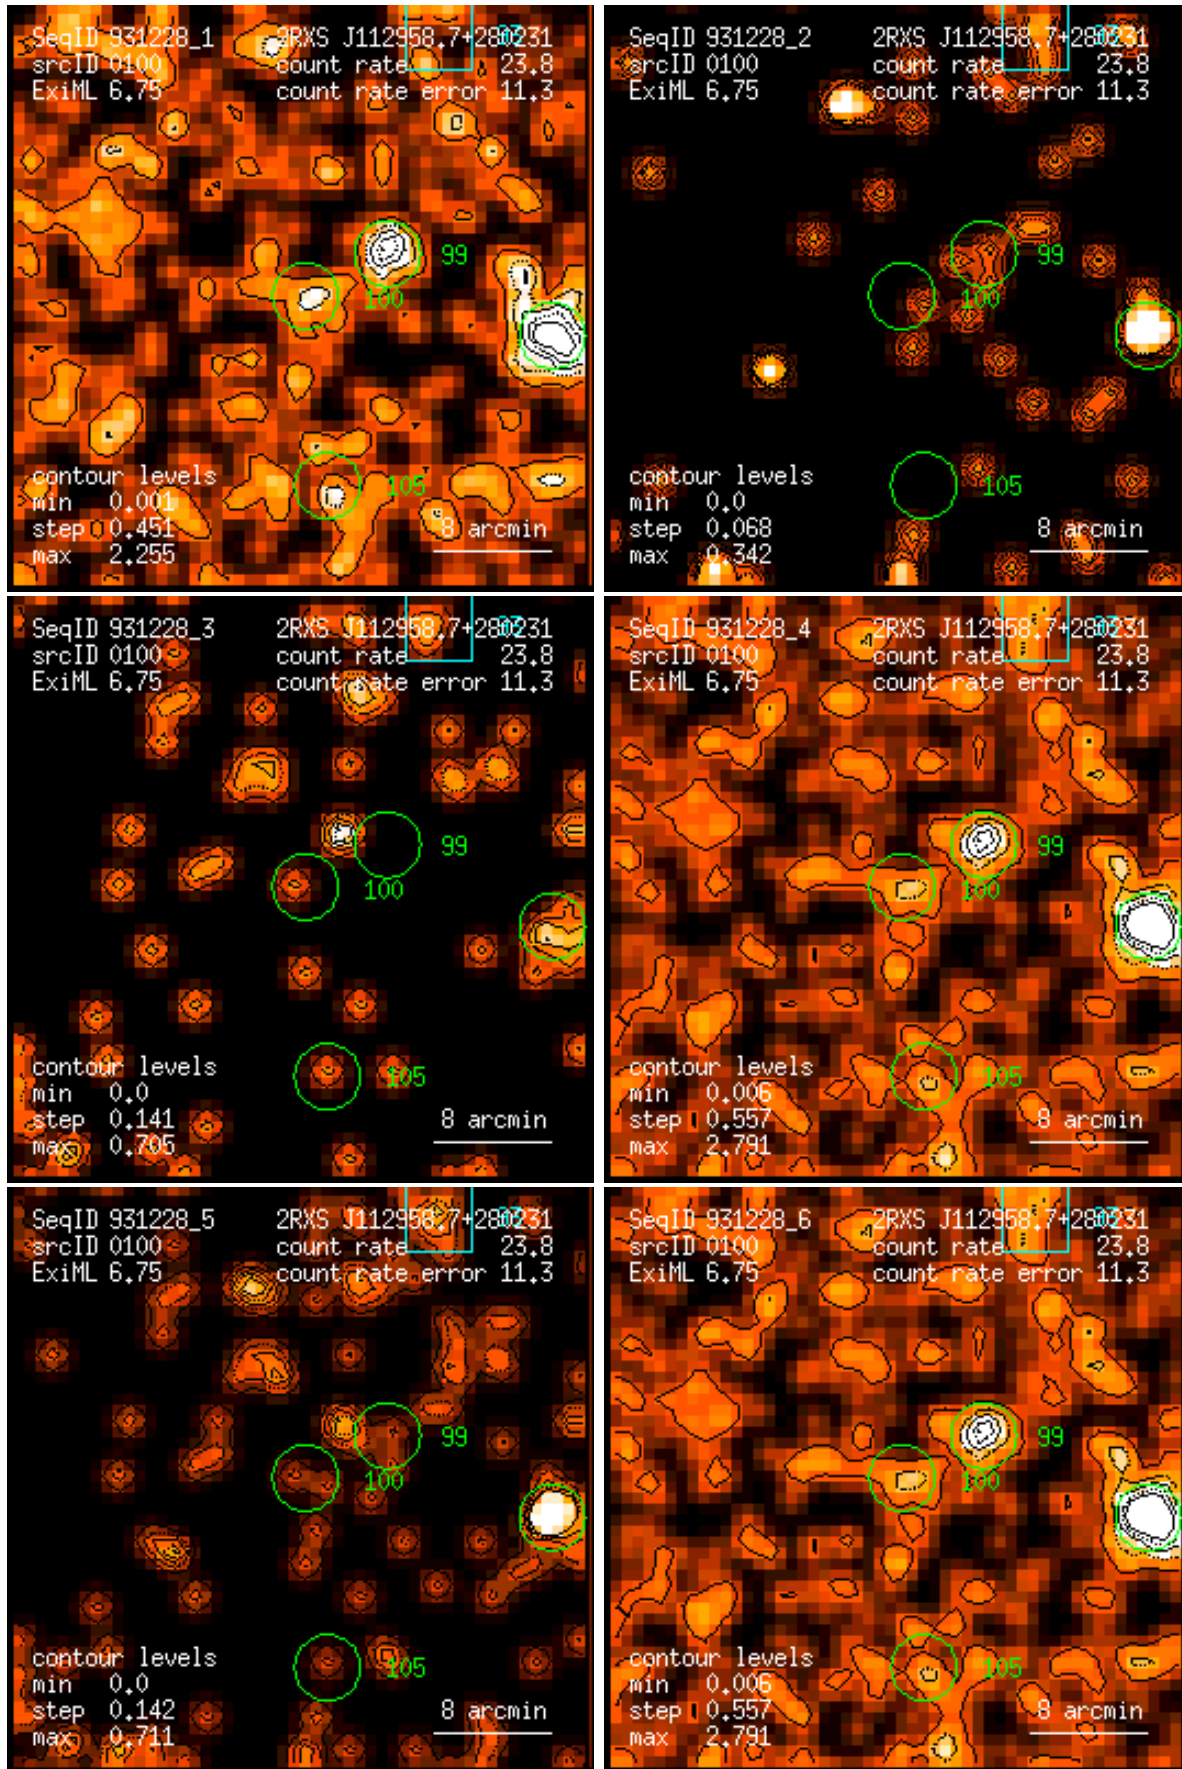 SeqID 931228_1 2RXS J112958.7+280231
srcID 0100 count rate 23.8
ExiML 6.75 count rate error 11.3
99
100
contour levels
min 0.001 105
step 0.451 8 arcmin
max 2.255
SeqID 931228_2 2RXS J112958.7+280231
srcID 0100 count rate 23.8
ExiML 6.75 count rate error 11.3
99
100
contour levels
min 0.0 105
step 0.068 8 arcmin
max 0.342
SeqID 931228_3 2RXS J112958.7+280231
srcID 0100 count rate 23.8
ExiML 6.75 count rate error 11.3
99
100
contour levels
min 0.0 105
step 0.141 8 arcmin
max 0.705
SeqID 931228_4 2RXS J112958.7+280231
srcID 0100 count rate 23.8
ExiML 6.75 count rate error 11.3
99
100
contour levels
min 0.006 105
step 0.557 8 arcmin
max 2.791
SeqID 931228_5 2RXS J112958.7+280231
srcID 0100 count rate 23.8
ExiML 6.75 count rate error 11.3
99
100
contour levels
min 0.0 105
step 0.142 8 arcmin
max 0.711
SeqID 931228_6 2RXS J112958.7+280231
srcID 0100 count rate 23.8
ExiML 6.75 count rate error 11.3
99
100
contour levels
min 0.006 105
step 0.557 8 arcmin
max 2.791